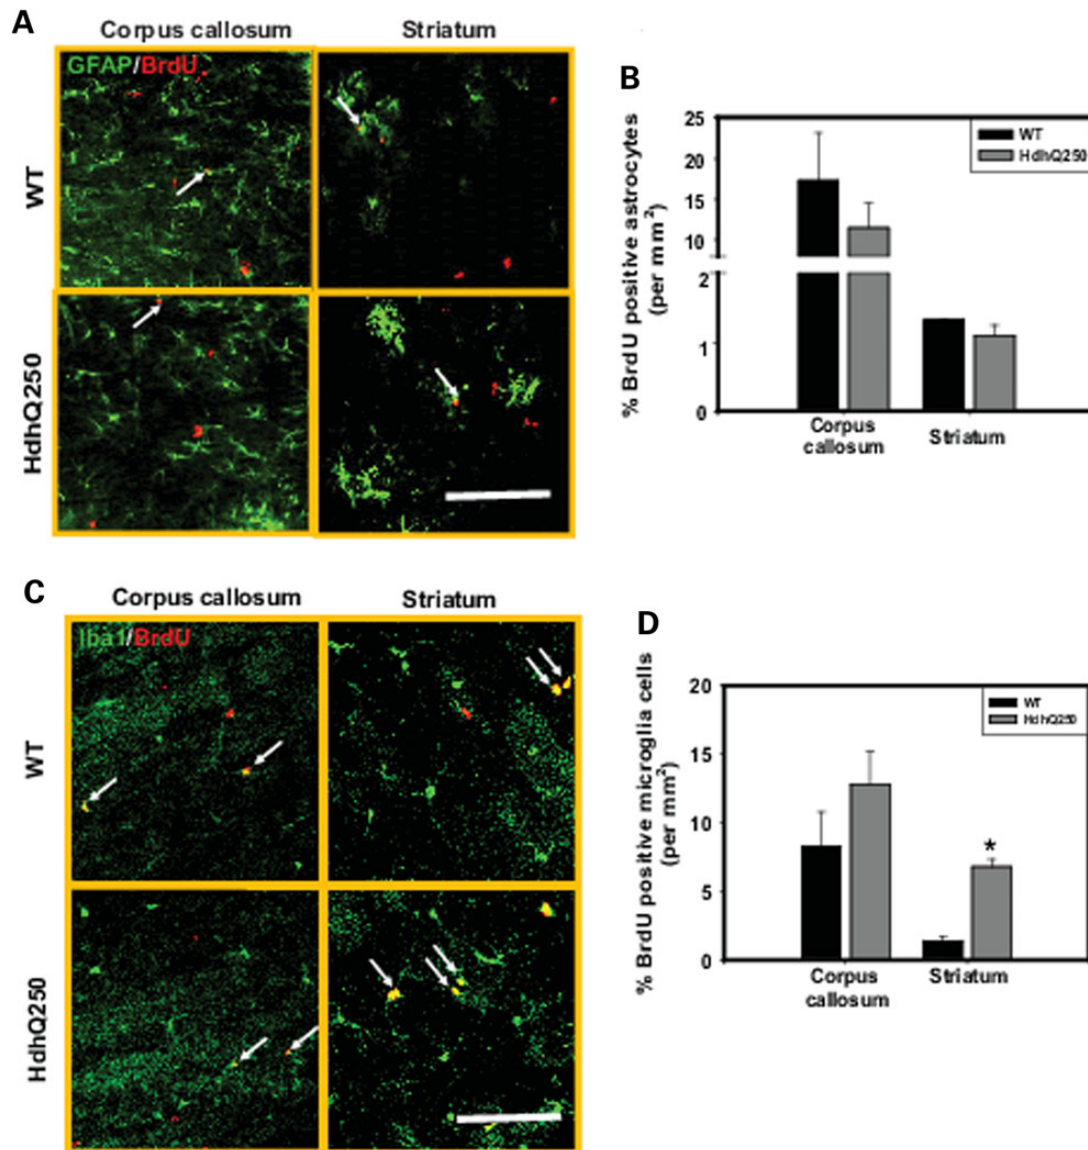 A
Corpus callosum
Striatum
GFAP/BrdU
WT
HdhQ250
B
% BrdU positive astrocytes
(per mm²)
25
20
15
10
2
1
0
WT
HdhQ250
Corpus
callosum
Striatum
C
Corpus callosum
Striatum
Iba1/BrdU
WT
HdhQ250
D
% BrdU positive microglia cells
(per mm²)
20
15
10
5
0
WT
HdhQ250
*
Corpus
callosum
Striatum